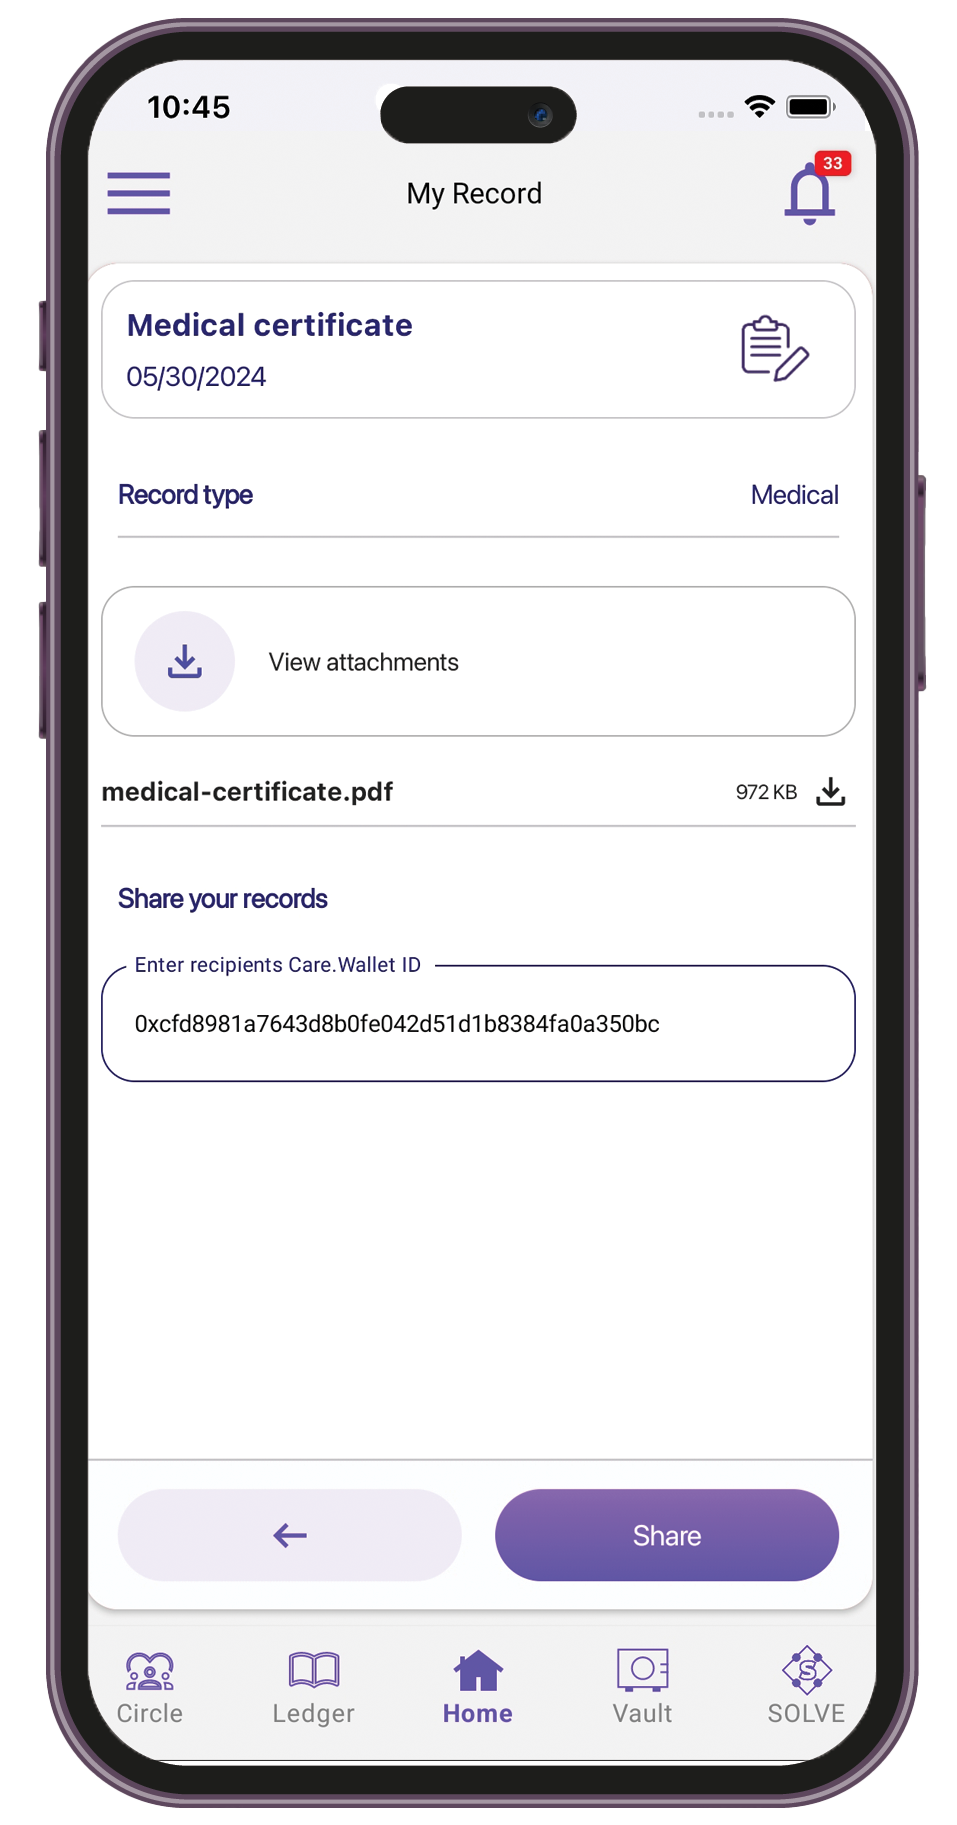 10:45
33
My Record
Medical certificate
05/30/2024
Record type Medical
View attachments
medical-certificate.pdf 972 KB
Share your records
Enter recipients Care.Wallet ID
0xcfd8981a7643d8b0fe042d51d1b8384fa0a350bc
Share
Circle Ledger Home Vault SOLVE